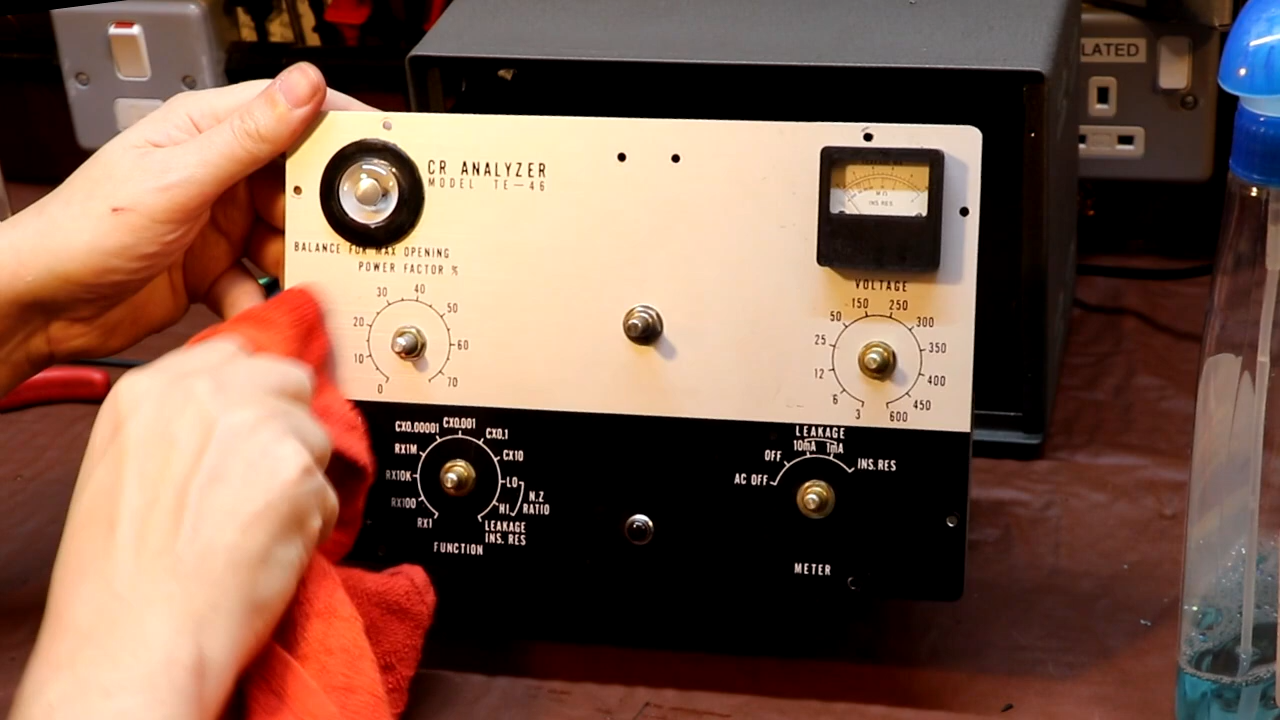 LATED
CR ANALYZER
MODEL TE-46
BALANCE FOR MAX OPENING
POWER FACTOR %
0
10
20
30
40
50
60
70
INS RES
VOLTAGE
3
6
12
25
50
150
250
300
350
400
450
600
CX0.00001
CX0.001
CX0.1
CX10
RX1M
RX10K
RX100
RX1
LO
HI
N.Z
RATIO
LEAKAGE
INS. RES
FUNCTION
LEAKAGE
10mA
1mA
OFF
INS. RES
AC OFF
METER